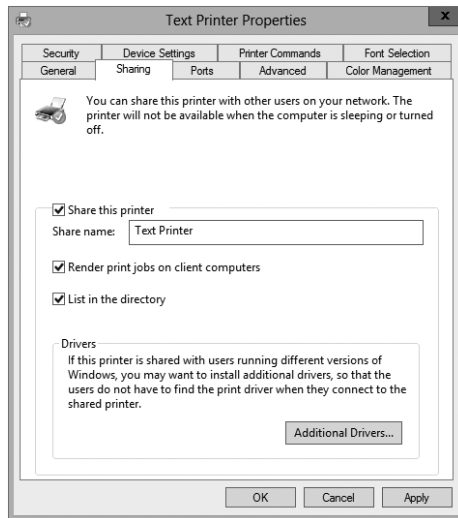 Text Printer Properties
x
Security Device Settings Printer Commands Font Selection
General Sharing Ports Advanced Color Management
You can share this printer with other users on your network. The
printer will not be available when the computer is sleeping or turned
off.
Share this printer
Share name: Text Printer
Render print jobs on client computers
List in the directory
Drivers
If this printer is shared with users running different versions of
Windows, you may want to install additional drivers, so that the
users do not have to find the print driver when they connect to the
shared printer.
Additional Drivers...
OK Cancel Apply